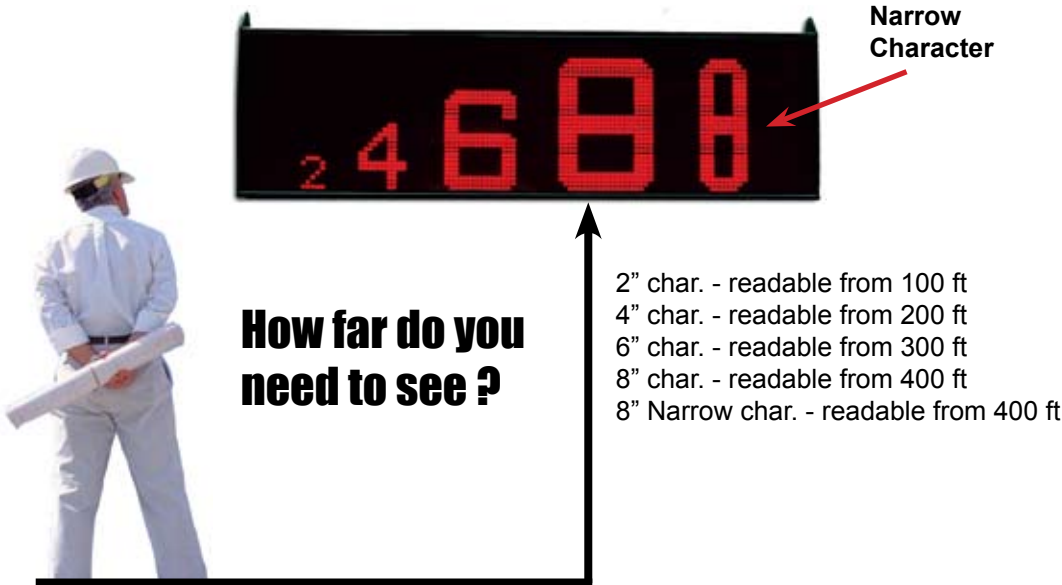 Narrow
Character
2 4 6 8 8
How far do you
need to see ?
2” char. - readable from 100 ft
4” char. - readable from 200 ft
6” char. - readable from 300 ft
8” char. - readable from 400 ft
8” Narrow char. - readable from 400 ft